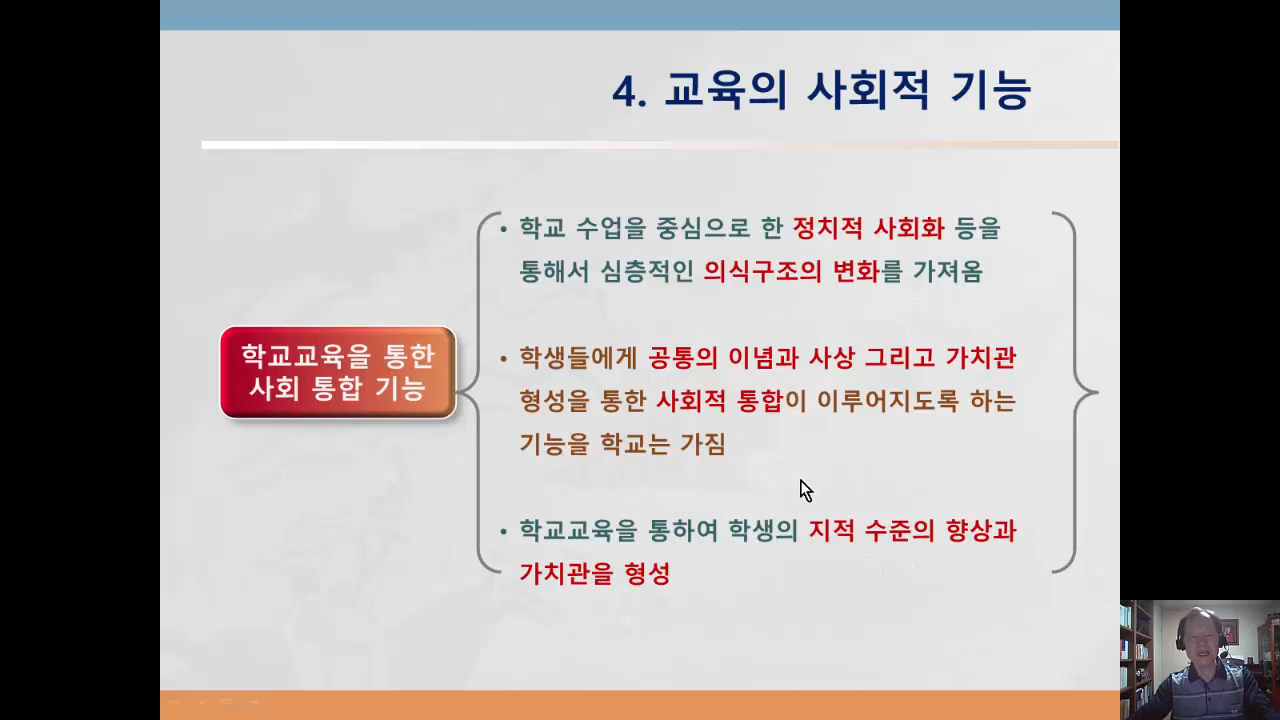 4. 교육의 사회적 기능
학교교육을 통한
사회 통합 기능
• 학교 수업을 중심으로 한 정치적 사회화 등을
통해서 심층적인 의식구조의 변화를 가져옴
• 학생들에게 공통의 이념과 사상 그리고 가치관
형성을 통한 사회적 통합이 이루어지도록 하는
기능을 학교는 가짐
• 학교교육을 통하여 학생의 지적 수준의 향상과
가치관을 형성